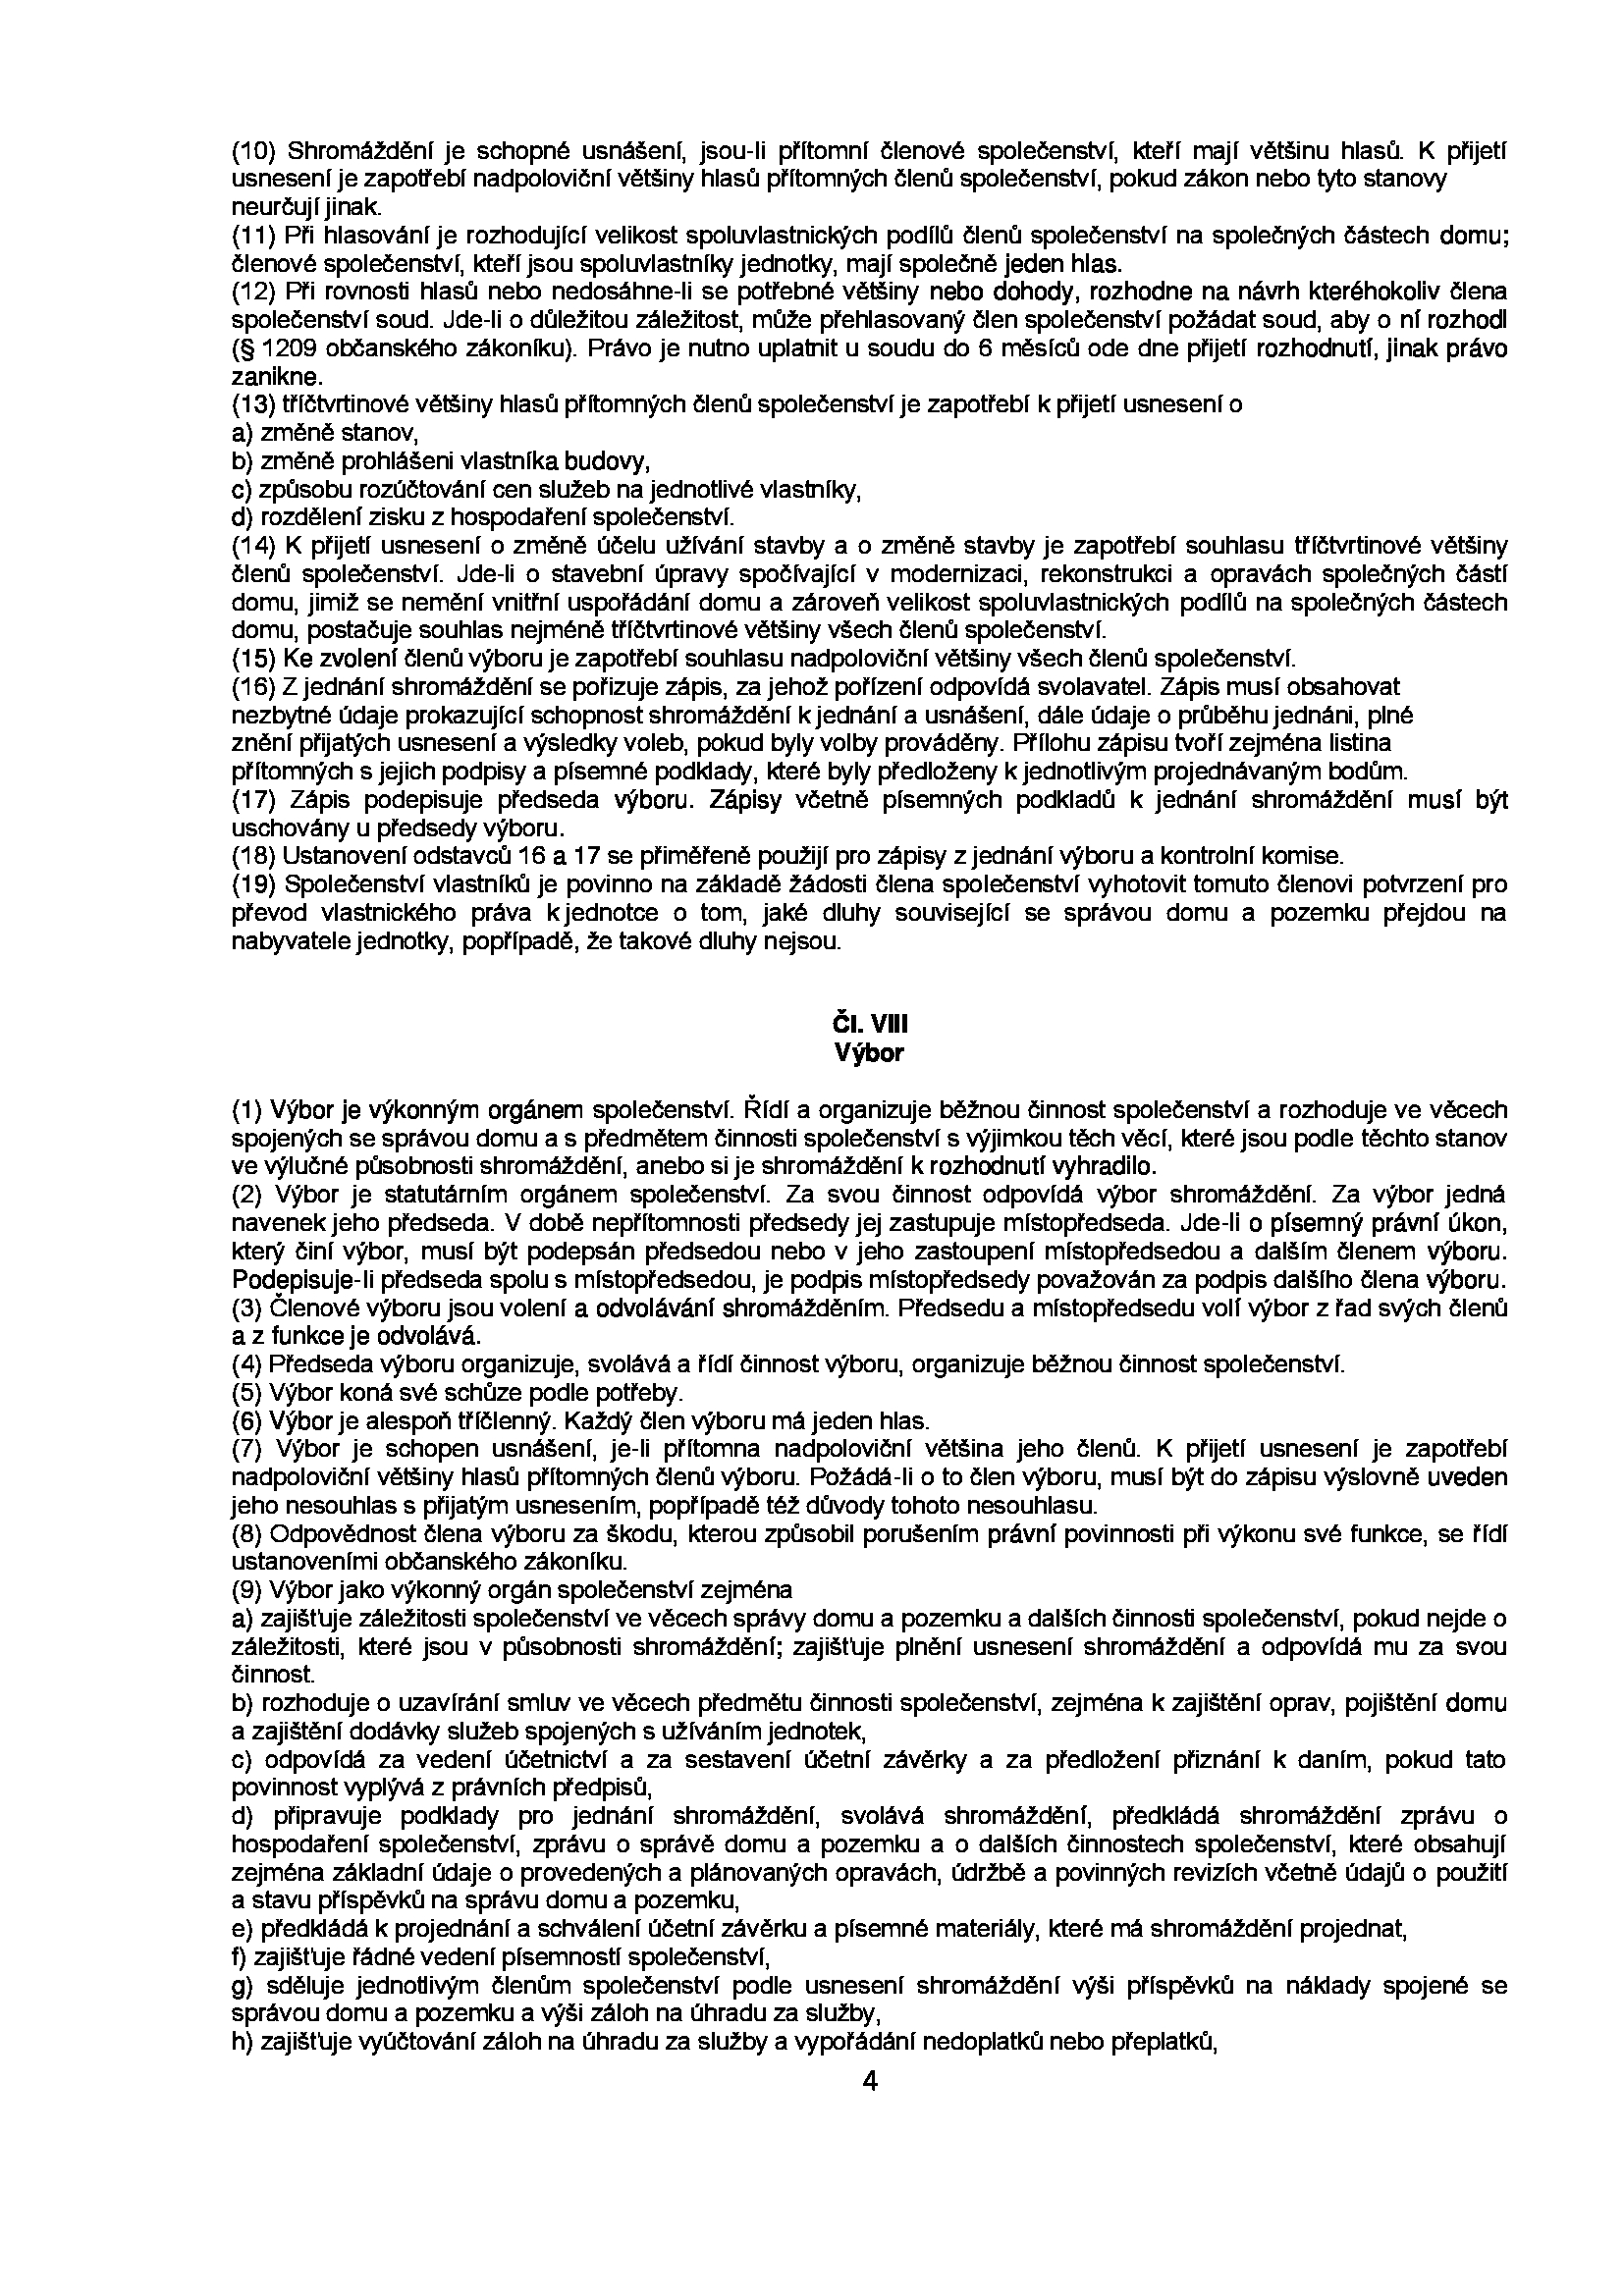 (10) Shromáždění je schopné usnášení, jsou-li přítomní členové společenství, kteří mají většinu hlasů. K přijetí
usnesení je zapotřebí nadpoloviční většiny hlasů přítomných členů společenství, pokud zákon nebo tyto stanovy
neurčují jinak.
(11) Při hlasování je rozhodující velikost spoluvlastnických podílů členů společenství na společných částech domu;
členové společenství, kteří jsou spoluvlastníky jednotky, mají společně jeden hlas.
(12) Při rovnosti hlasů nebo nedosáhne-li se potřebné většiny nebo dohody, rozhodne na návrh kteréhokoliv člena
společenství soud. Jde-li o důležitou záležitost, může přehlasovaný člen společenství požádat soud, aby o ní rozhodl
(§ 1209 občanského zákoníku). Právo je nutno uplatnit u soudu do 6 měsíců ode dne přijetí rozhodnutí, jinak právo
zanikne.
(13) tříčtvrtinové většiny hlasů přítomných členů společenství je zapotřebí k přijetí usnesení o
a) změně stanov,
b) změně prohlášeni vlastníka budovy,
c) způsobu rozúčtování cen služeb na jednotlivé vlastníky,
d) rozdělení zisku z hospodaření společenství.
(14) K přijetí usnesení o změně účelu užívání stavby a o změně stavby je zapotřebí souhlasu tříčtvrtinové většiny
členů společenství. Jde-li o stavební úpravy spočívající v modernizaci, rekonstrukci a opravách společných částí
domu, jimiž se nemění vnitřní uspořádání domu a zároveň velikost spoluvlastnických podílů na společných částech
domu, postačuje souhlas nejméně tříčtvrtinové většiny všech členů společenství.
(15) Ke zvolení členů výboru je zapotřebí souhlasu nadpoloviční většiny všech členů společenství.
(16) Z jednání shromáždění se pořizuje zápis, za jehož pořízení odpovídá svolavatel. Zápis musí obsahovat
nezbytné údaje prokazující schopnost shromáždění k jednání a usnášení, dále údaje o průběhu jednáni, plné
znění přijatých usnesení a výsledky voleb, pokud byly volby prováděny. Přílohu zápisu tvoří zejména listina
přítomných s jejich podpisy a písemné podklady, které byly předloženy k jednotlivým projednávaným bodům.
(17) Zápis podepisuje předseda výboru. Zápisy včetně písemných podkladů k jednání shromáždění musí být
uschovány u předsedy výboru.
(18) Ustanovení odstavců 16 a 17 se přiměřeně použijí pro zápisy z jednání výboru a kontrolní komise.
(19) Společenství vlastníků je povinno na základě žádosti člena společenství vyhotovit tomuto členovi potvrzení pro
převod vlastnického práva k jednotce o tom, jaké dluhy související se správou domu a pozemku přejdou na
nabyvatele jednotky, popřípadě, že takové dluhy nejsou.
Čl. VIII
Výbor
(1) Výbor je výkonným orgánem společenství. Řídí a organizuje běžnou činnost společenství a rozhoduje ve věcech
spojených se správou domu a s předmětem činnosti společenství s výjimkou těch věcí, které jsou podle těchto stanov
ve výlučné působnosti shromáždění, anebo si je shromáždění k rozhodnutí vyhradilo.
(2) Výbor je statutárním orgánem společenství. Za svou činnost odpovídá výbor shromáždění. Za výbor jedná
navenek jeho předseda. V době nepřítomnosti předsedy jej zastupuje místopředseda. Jde-li o písemný právní úkon,
který činí výbor, musí být podepsán předsedou nebo v jeho zastoupení místopředsedou a dalším členem výboru.
Podepisuje-li předseda spolu s místopředsedou, je podpis místopředsedy považován za podpis dalšího člena výboru.
(3) Členové výboru jsou volení a odvolávání shromážděním. Předsedu a místopředsedu volí výbor z řad svých členů
a z funkce je odvolává.
(4) Předseda výboru organizuje, svolává a řídí činnost výboru, organizuje běžnou činnost společenství.
(5) Výbor koná své schůze podle potřeby.
(6) Výbor je alespoň tříčlenný. Každý člen výboru má jeden hlas.
(7) Výbor je schopen usnášení, je-li přítomna nadpoloviční většina jeho členů. K přijetí usnesení je zapotřebí
nadpoloviční většiny hlasů přítomných členů výboru. Požádá-li o to člen výboru, musí být do zápisu výslovně uveden
jeho nesouhlas s přijatým usnesením, popřípadě též důvody tohoto nesouhlasu.
(8) Odpovědnost člena výboru za škodu, kterou způsobil porušením právní povinnosti při výkonu své funkce, se řídí
ustanoveními občanského zákoníku.
(9) Výbor jako výkonný orgán společenství zejména
a) zajišťuje záležitosti společenství ve věcech správy domu a pozemku a dalších činnosti společenství, pokud nejde o
záležitosti, které jsou v působnosti shromáždění; zajišťuje plnění usnesení shromáždění a odpovídá mu za svou
činnost.
b) rozhoduje o uzavírání smluv ve věcech předmětu činnosti společenství, zejména k zajištění oprav, pojištění domu
a zajištění dodávky služeb spojených s užíváním jednotek,
c) odpovídá za vedení účetnictví a za sestavení účetní závěrky a za předložení přiznání k daním, pokud tato
povinnost vyplývá z právních předpisů,
d) připravuje podklady pro jednání shromáždění, svolává shromáždění, předkládá shromáždění zprávu o
hospodaření společenství, zprávu o správě domu a pozemku a o dalších činnostech společenství, které obsahují
zejména základní údaje o provedených a plánovaných opravách, údržbě a povinných revizích včetně údajů o použití
a stavu příspěvků na správu domu a pozemku,
e) předkládá k projednání a schválení účetní závěrku a písemné materiály, které má shromáždění projednat,
f) zajišťuje řádné vedení písemností společenství,
g) sděluje jednotlivým členům společenství podle usnesení shromáždění výši příspěvků na náklady spojené se
správou domu a pozemku a výši záloh na úhradu za služby,
h) zajišťuje vyúčtování záloh na úhradu za služby a vypořádání nedoplatků nebo přeplatků,
4